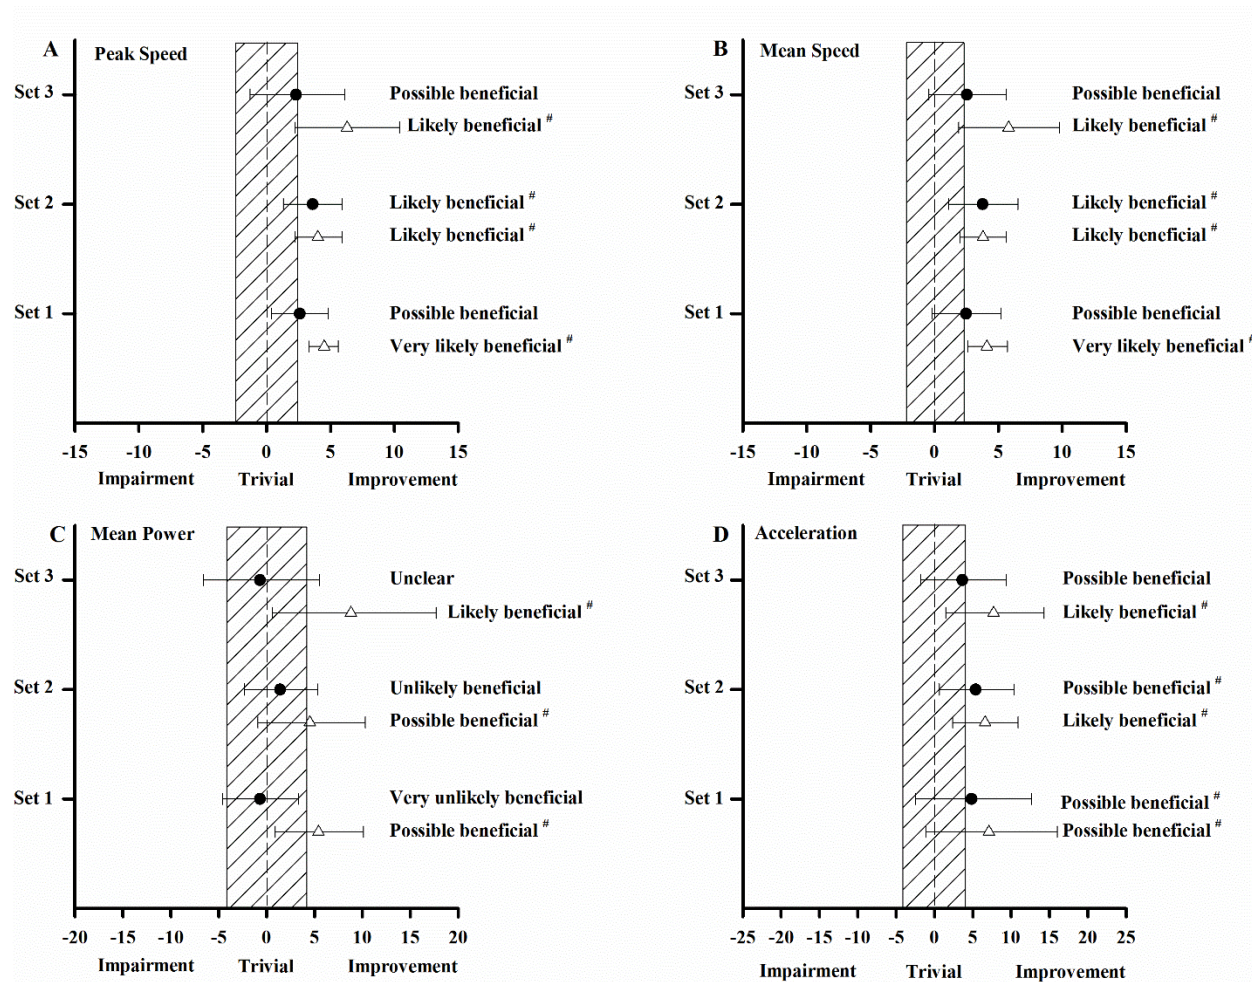 A Peak Speed
Set 3 Possible beneficial
Likely beneficial #
Set 2 Likely beneficial #
Likely beneficial #
Set 1 Possible beneficial
Very likely beneficial #
-15 -10 -5 0 5 10 15
Impairment Trivial Improvement
B Mean Speed
Set 3 Possible beneficial
Likely beneficial #
Set 2 Likely beneficial #
Likely beneficial #
Set 1 Possible beneficial
Very likely beneficial #
-15 -10 -5 0 5 10 15
Impairment Trivial Improvement
C Mean Power
Set 3 Unclear
Likely beneficial #
Set 2 Unlikely beneficial
Possible beneficial #
Set 1 Very unlikely beneficial
Possible beneficial #
-20 -15 -10 -5 0 5 10 15 20
Impairment Trivial Improvement
D Acceleration
Set 3 Possible beneficial
Likely beneficial #
Set 2 Possible beneficial #
Likely beneficial #
Set 1 Possible beneficial #
Possible beneficial #
-25 -20 -15 -10 -5 0 5 10 15 20 25
Impairment Trivial Improvement